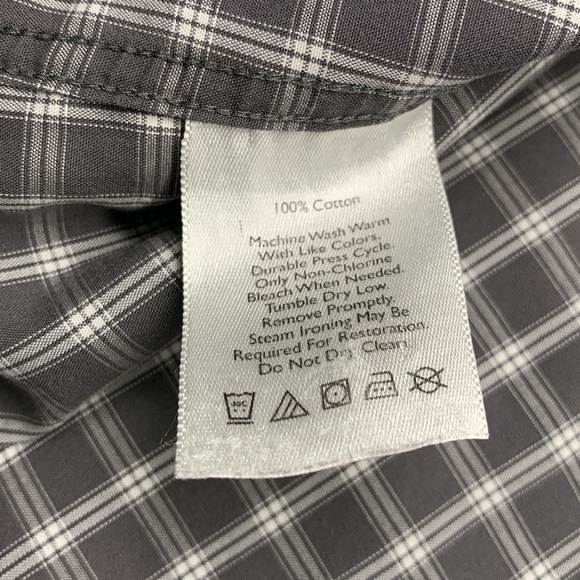 100% Cotton
Machine Wash Warm
With Like Colors,
Durable Press Cycle.
Only Non-Chlorine
Bleach When Needed.
Tumble Dry Low.
Remove Promptly.
Steam Ironing May Be
Required For Restoration.
Do Not Dry Clean